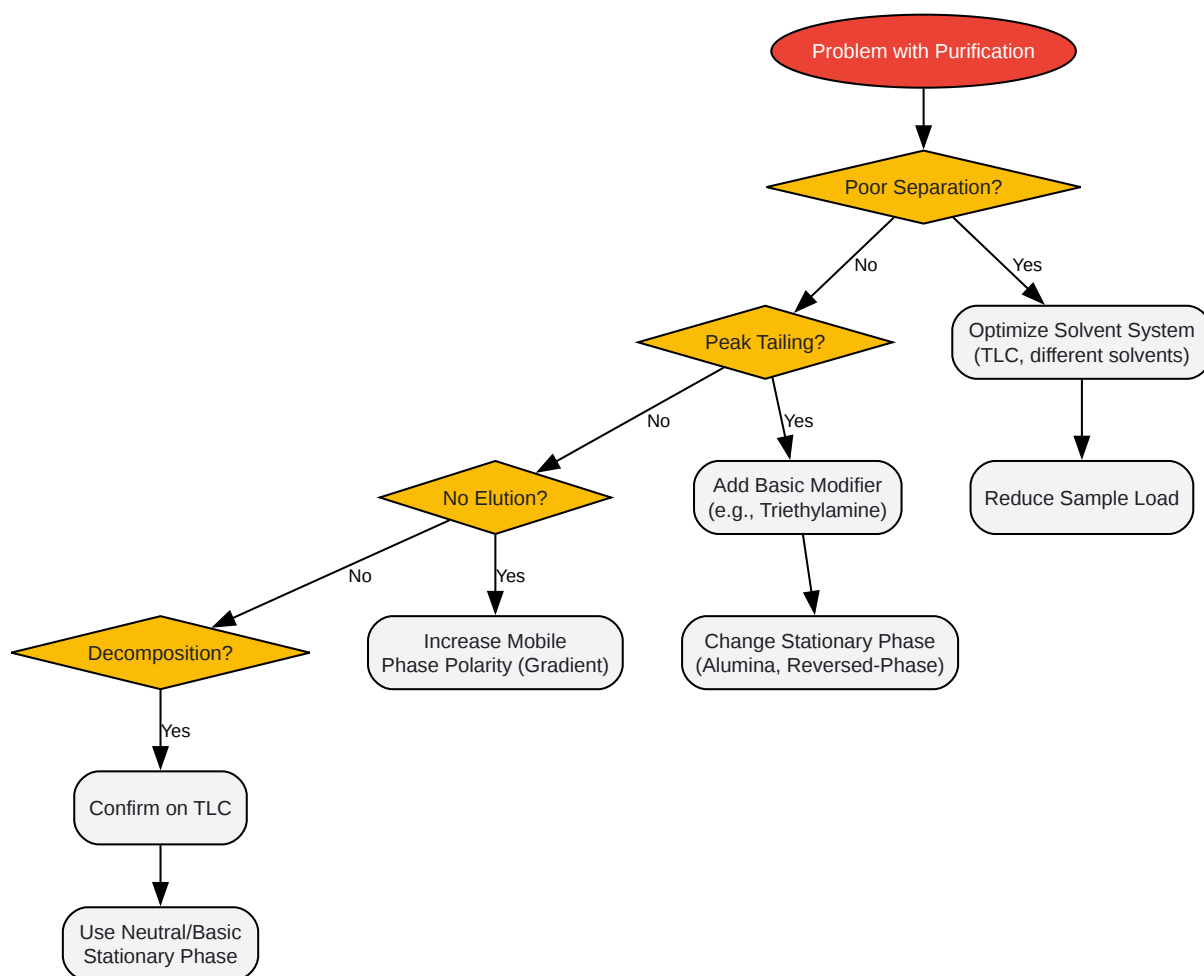 Problem with Purification
Poor Separation?
No
Yes
Peak Tailing?
Optimize Solvent System
(TLC, different solvents)
No
Yes
No Elution?
Add Basic Modifier
(e.g., Triethylamine)
Reduce Sample Load
No
Yes
Decomposition?
Increase Mobile
Phase Polarity (Gradient)
Change Stationary Phase
(Alumina, Reversed-Phase)
Yes
Confirm on TLC
Use Neutral/Basic
Stationary Phase